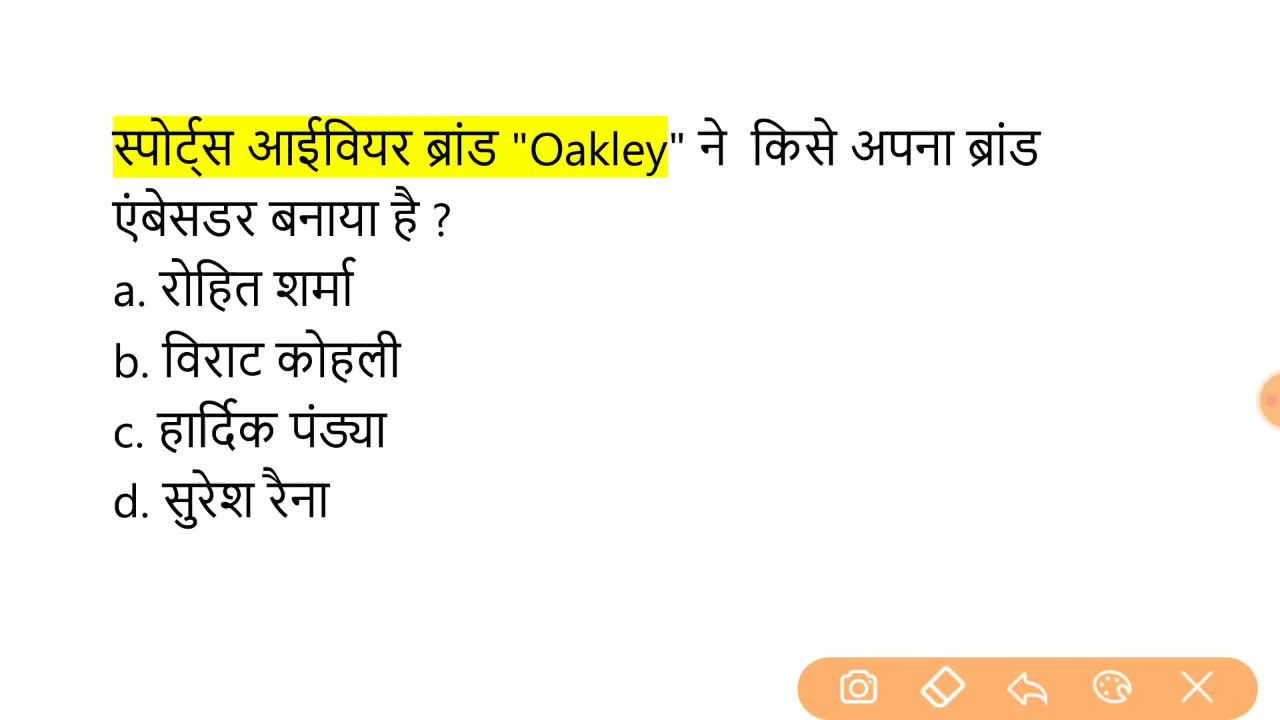 स्पोर्ट्स आईवियर ब्रांड "Oakley" ने  किसे अपना ब्रांड
एंबेसडर बनाया है ?
a. रोहित शर्मा
b. विराट कोहली
c. हार्दिक पंड्या
d. सुरेश रैना